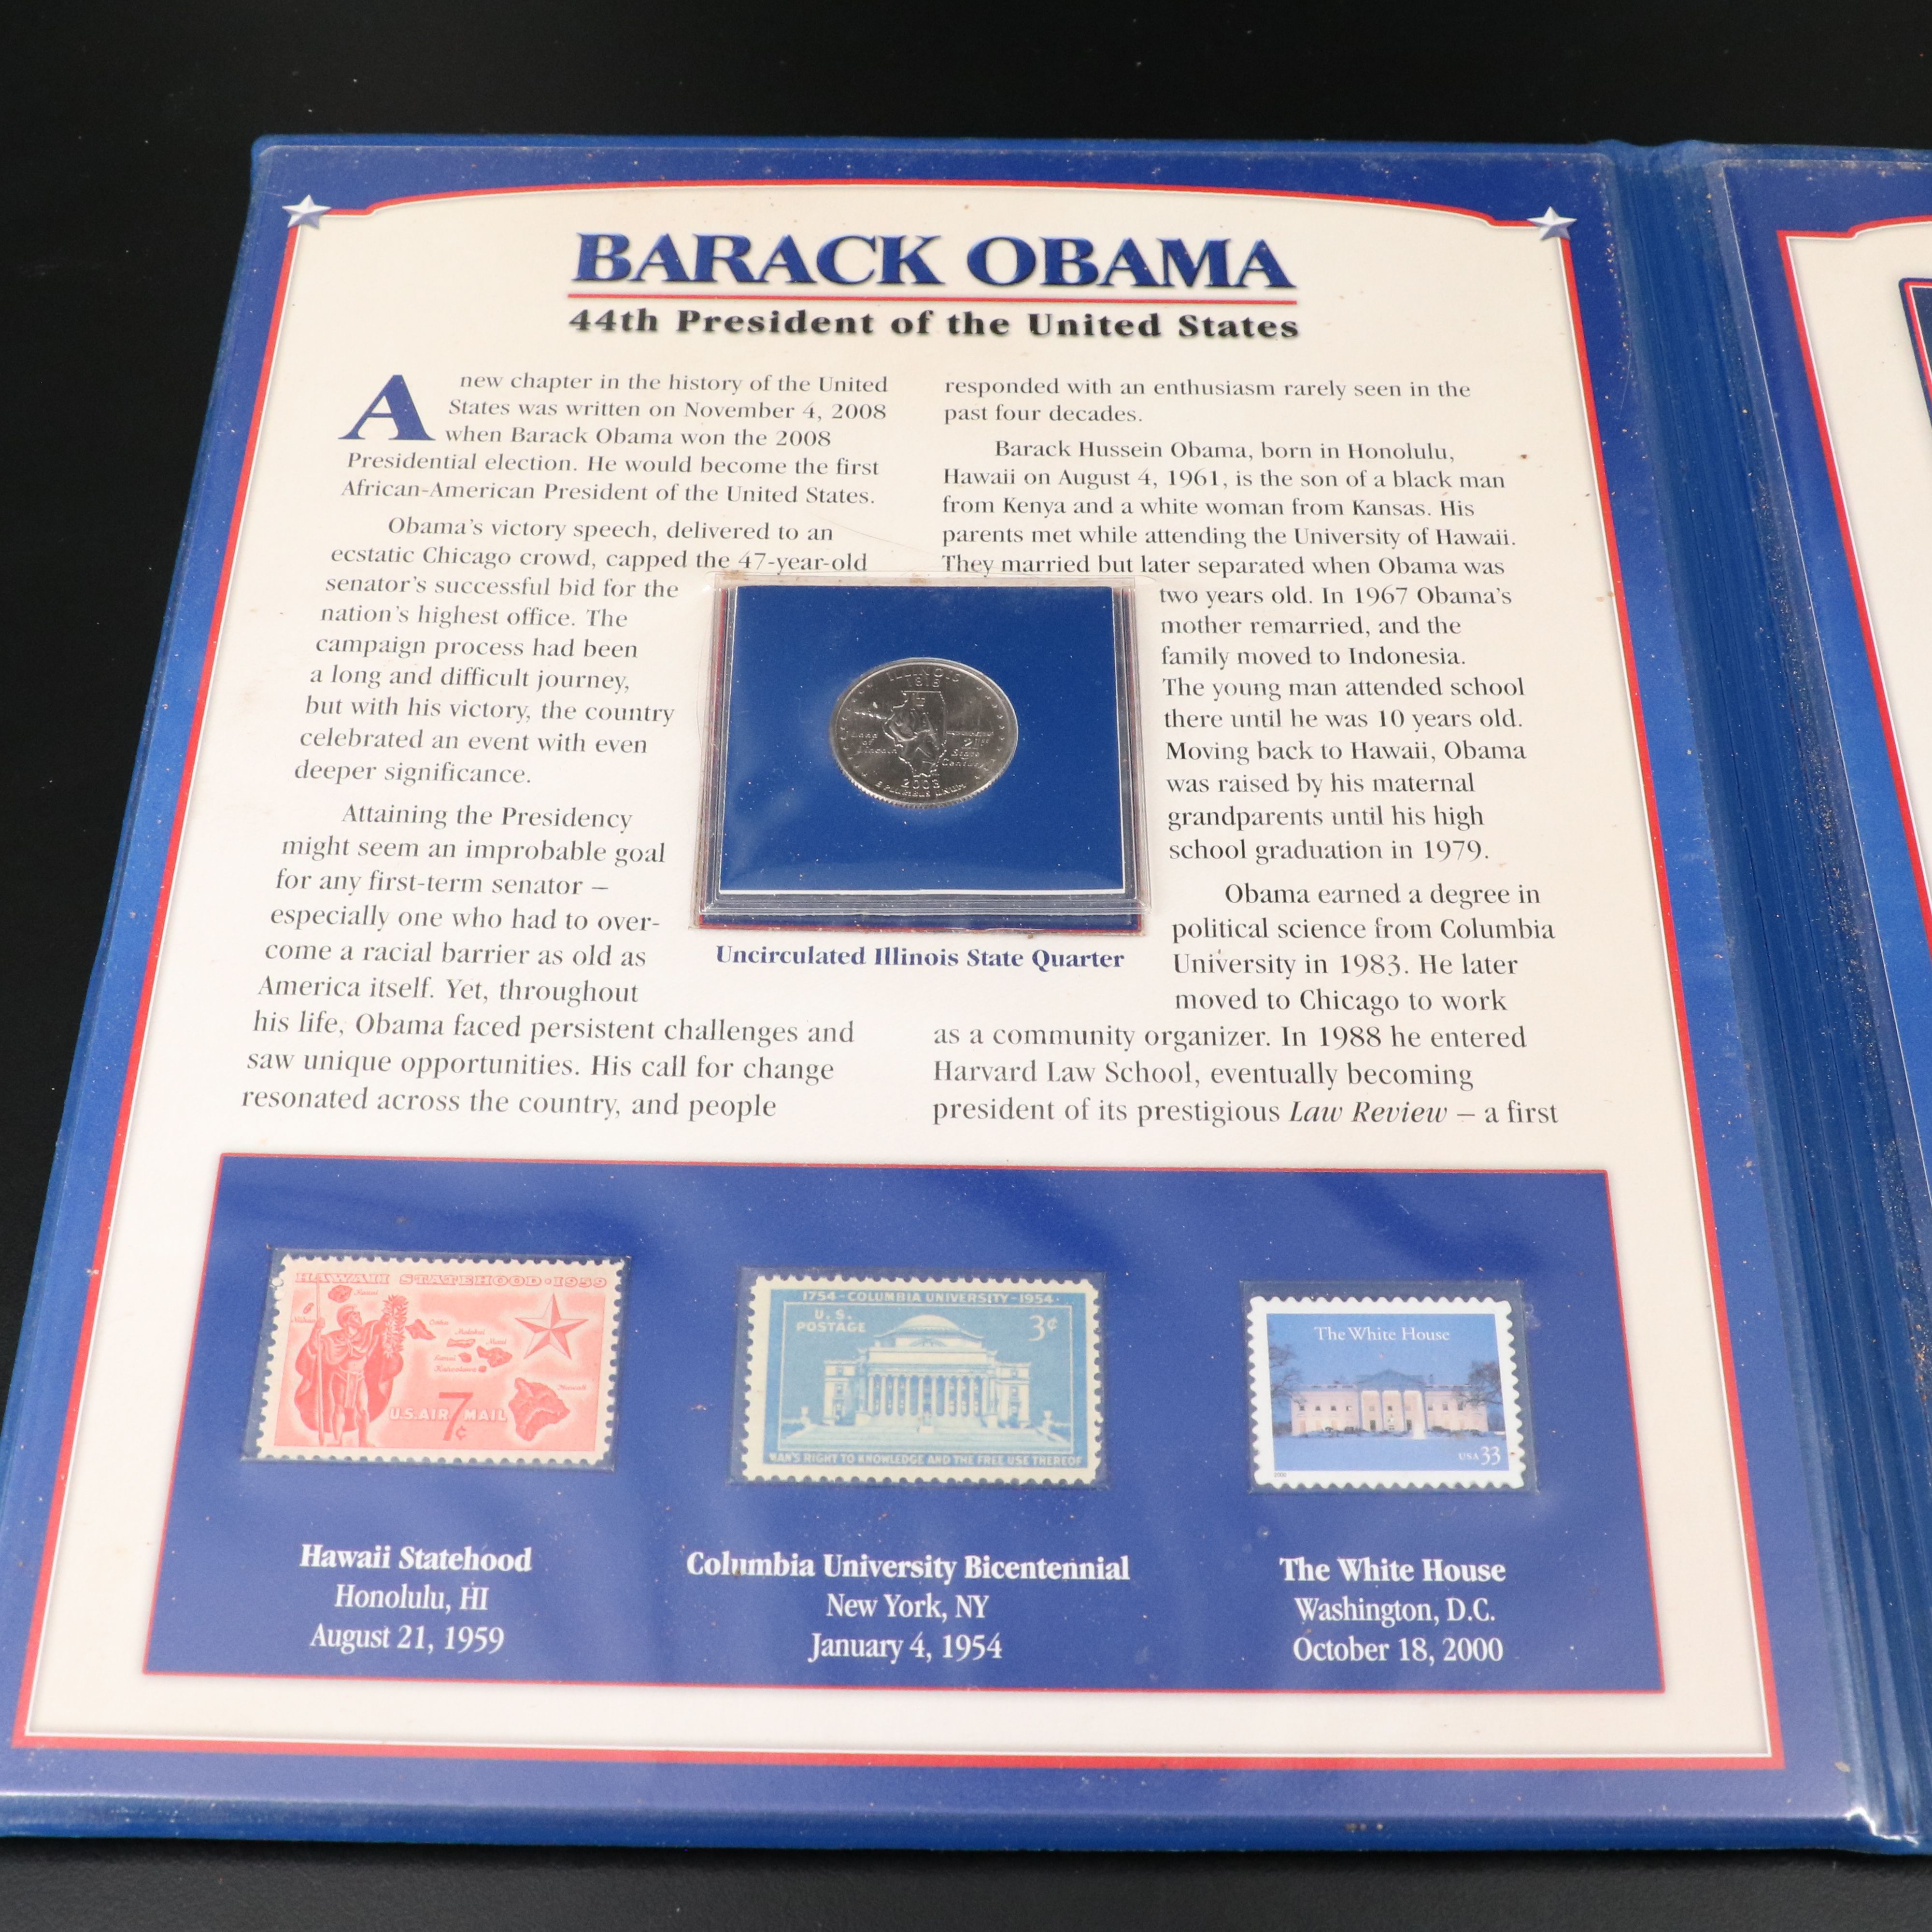 BARACK OBAMA
44th President of the United States
A new chapter in the history of the United
States was written on November 4, 2008
when Barack Obama won the 2008
Presidential election. He would become the first
African-American President of the United States.
Obama's victory speech, delivered to an
ecstatic Chicago crowd, capped the 47-year-old
senator's successful bid for the
nation's highest office. The
campaign process had been
a long and difficult journey,
but with his victory, the country
celebrated an event with even
deeper significance.
Attaining the Presidency
might seem an improbable goal
for any first-term senator –
especially one who had to over-
come a racial barrier as old as
America itself. Yet, throughout
his life, Obama faced persistent challenges and
saw unique opportunities. His call for change
resonated across the country, and people
responded with an enthusiasm rarely seen in the
past four decades.
Barack Hussein Obama, born in Honolulu,
Hawaii on August 4, 1961, is the son of a black man
from Kenya and a white woman from Kansas. His
parents met while attending the University of Hawaii.
They married but later separated when Obama was
two years old. In 1967 Obama's
mother remarried, and the
family moved to Indonesia.
The young man attended school
there until he was 10 years old.
Moving back to Hawaii, Obama
was raised by his maternal
grandparents until his high
school graduation in 1979.
Obama earned a degree in
political science from Columbia
University in 1983. He later
moved to Chicago to work
as a community organizer. In 1988 he entered
Harvard Law School, eventually becoming
president of its prestigious Law Review – a first
ILLINOIS
1818
Land
of
Lincoln
21st
State
Century
2003
E PLURIBUS UNUM
Uncirculated Illinois State Quarter
HAWAII STATEHOOD·1959
Hawaii
U.S. AIR MAIL
7¢
1754-COLUMBIA UNIVERSITY-1954
U.S.
POSTAGE
3¢
MAN'S RIGHT TO KNOWLEDGE AND THE FREE USE THEREOF
The White House
USA 33
2000
Hawaii Statehood
Honolulu, HI
August 21, 1959
Columbia University Bicentennial
New York, NY
January 4, 1954
The White House
Washington, D.C.
October 18, 2000